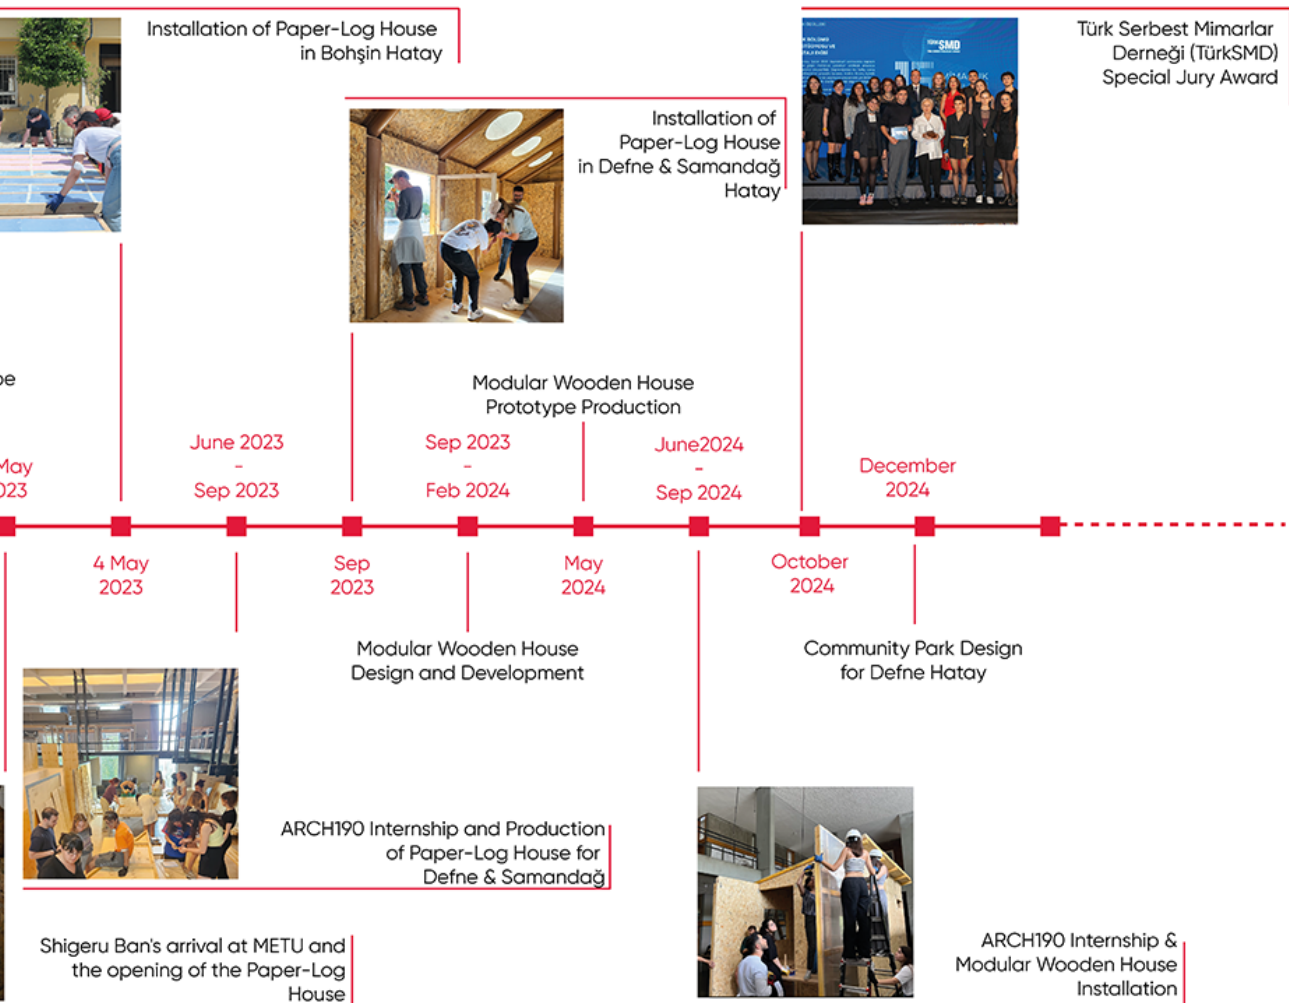 Installation of Paper-Log House
in Bohşin Hatay
Türk Serbest Mimarlar
Derneği (TürkSMD)
Special Jury Award
SMD
Installation of
Paper-Log House
in Defne & Samandağ
Hatay
Modular Wooden House
Prototype Production
May
June 2023
-
Sep 2023
Sep 2023
-
Feb 2024
June2024
-
Sep 2024
December
2024
4 May
2023
Sep
2023
May
2024
October
2024
Modular Wooden House
Design and Development
Community Park Design
for Defne Hatay
ARCH190 Internship and Production
of Paper-Log House for
Defne & Samandağ
Shigeru Ban's arrival at METU and
the opening of the Paper-Log
House
ARCH190 Internship &
Modular Wooden House
Installation